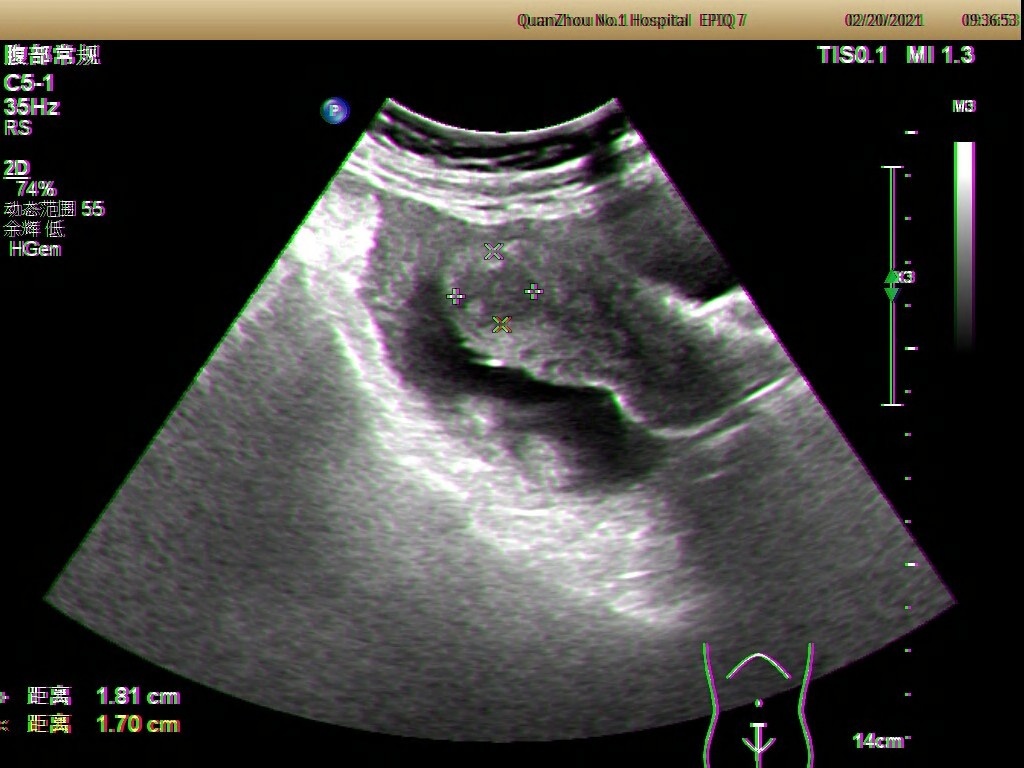 QuanZhou No.1 Hospital EPIQ 7 02/20/2021 09:36:53
腹部常规
TIS0.1 MI 1.3
C5-1
35Hz
RS
M3
P
2D
74%
动态范围 55
余辉 低
HGen
X3
+ 距离 1.81 cm
× 距离 1.70 cm
14cm